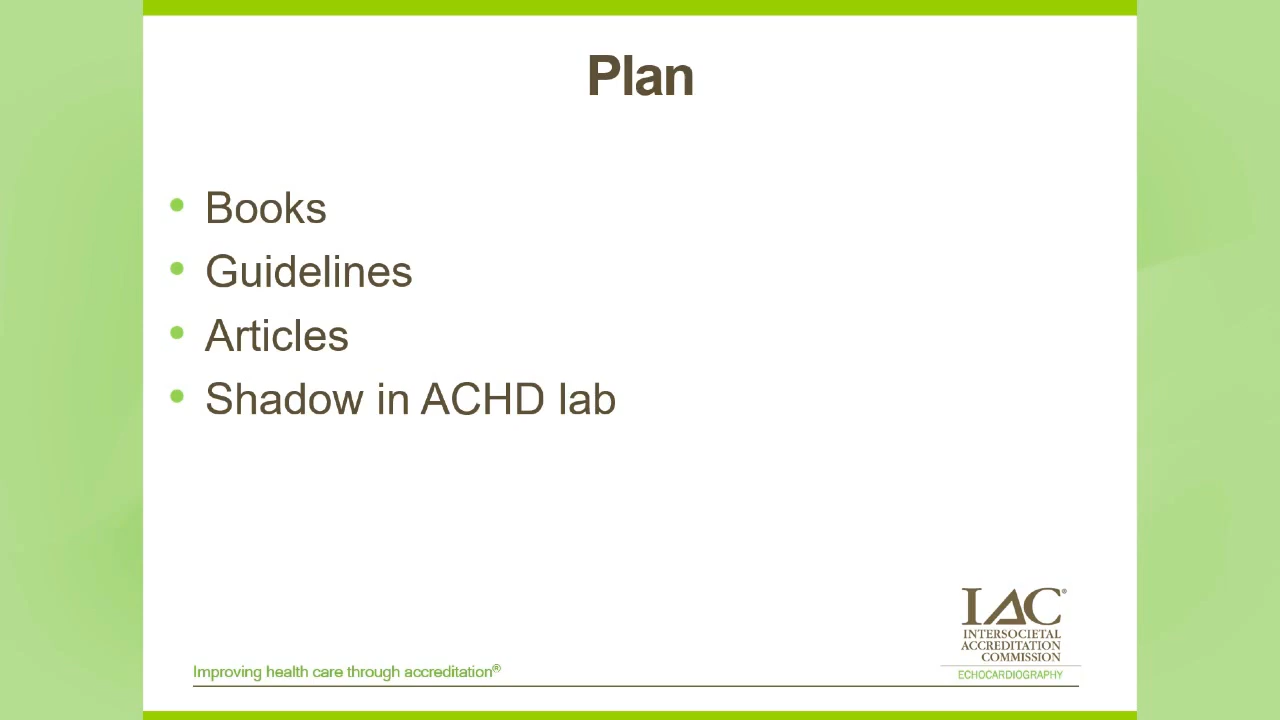 Plan
• Books
• Guidelines
• Articles
• Shadow in ACHD lab
IAC®
INTERSOCIETAL
ACCREDITATION
COMMISSION
ECHOCARDIOGRAPHY
Improving health care through accreditation®